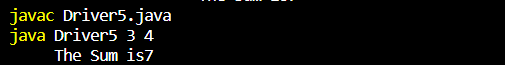 javac Driver5.java
java Driver5 3 4
The Sum is7